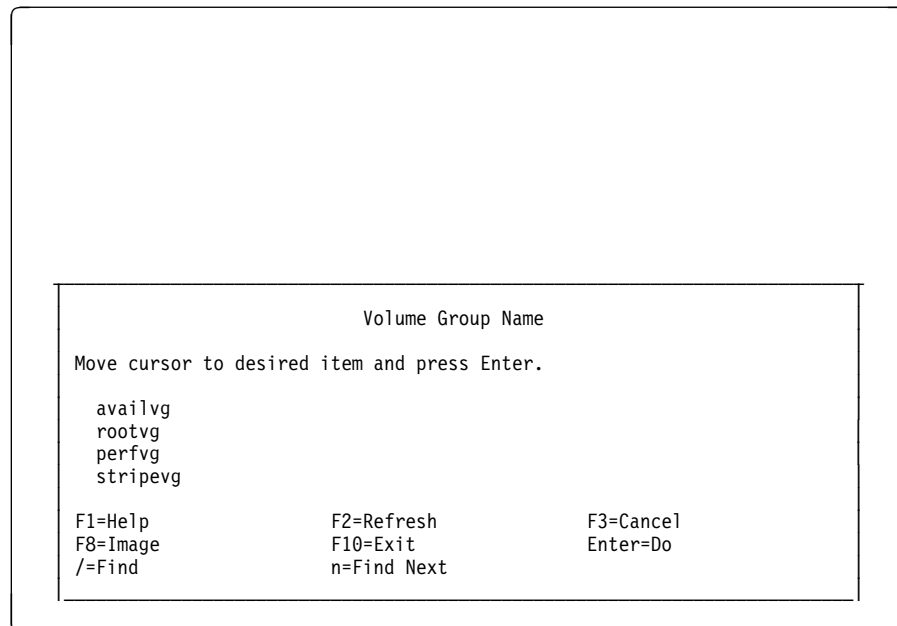 Volume Group Name
Move cursor to desired item and press Enter.
availvg
rootvg
perfvg
stripevg
F1=Help F2=Refresh F3=Cancel
F8=Image F10=Exit Enter=Do
/=Find n=Find Next